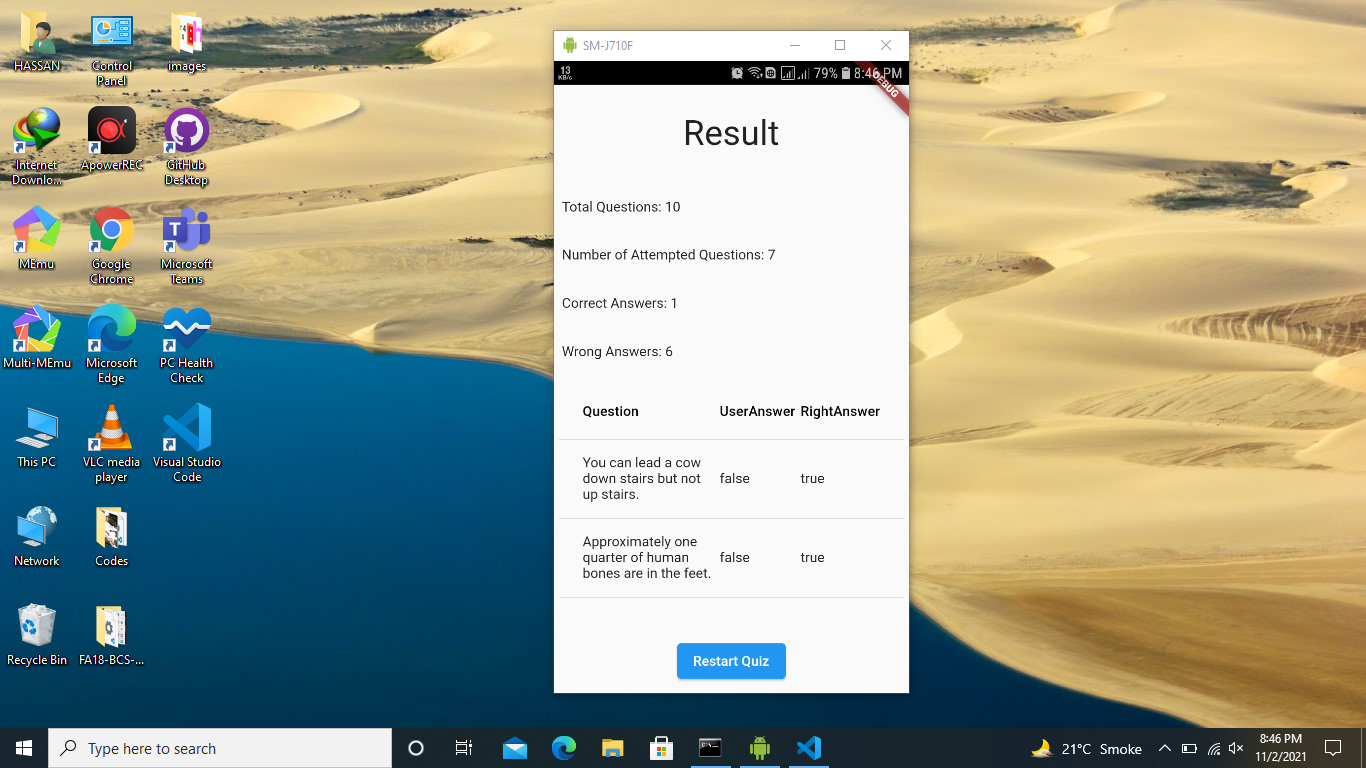 HASSAN
Control
Panel
images
Internet
Downlo...
ApowerREC
GitHub
Desktop
MEmu
Google
Chrome
Microsoft
Teams
Multi-MEmu
Microsoft
Edge
PC Health
Check
This PC
VLC media
player
Visual Studio
Code
Network
Codes
Recycle Bin
FA18-BCS-...
SM-J710F
13
KB/s
79%
8:46 PM
DEBUG
Result
Total Questions: 10
Number of Attempted Questions: 7
Correct Answers: 1
Wrong Answers: 6
Question UserAnswer RightAnswer
You can lead a cow
down stairs but not
up stairs.
false
true
Approximately one
quarter of human
bones are in the feet.
false
true
Restart Quiz
Type here to search
21°C Smoke
8:46 PM
11/2/2021